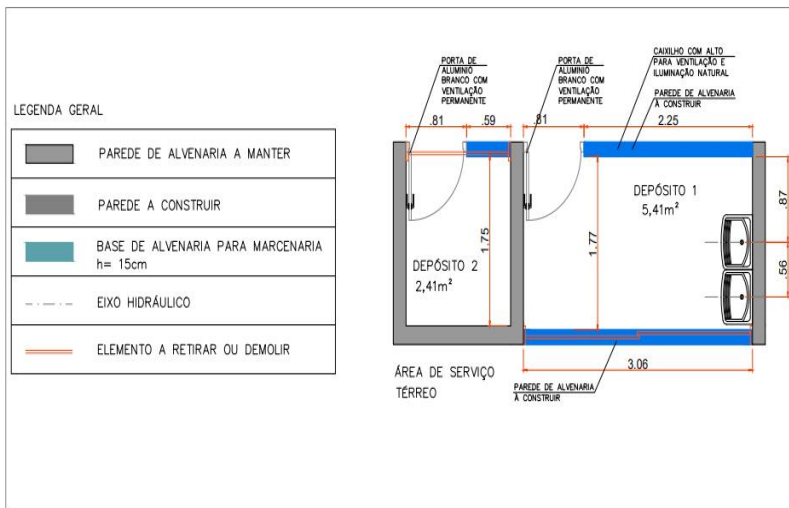 LEGENDA GERAL
PAREDE DE ALVENARIA A MANTER
PAREDE A CONSTRUIR
BASE DE ALVENARIA PARA MARCENARIA
h= 15cm
EIXO HIDRÁULICO
ELEMENTO A RETIRAR OU DEMOLIR
PORTA DE
ALUMINIO
BRANCO COM
VENTILAÇÃO
PERMANENTE
PORTA DE
ALUMINIO
BRANCO COM
VENTILAÇÃO
PERMANENTE
CAIXILHO COM ALTO
PARA VENTILAÇÃO E
ILUMINAÇÃO NATURAL
PAREDE DE ALVENARIA
À CONSTRUIR
.81
.59
.81
2.25
DEPÓSITO 1
5,41m²
.87
1.75
1.77
DEPÓSITO 2
2,41m²
.56
ÁREA DE SERVIÇO
TÉRREO
3.06
PAREDE DE ALVENARIA
À CONSTRUIR